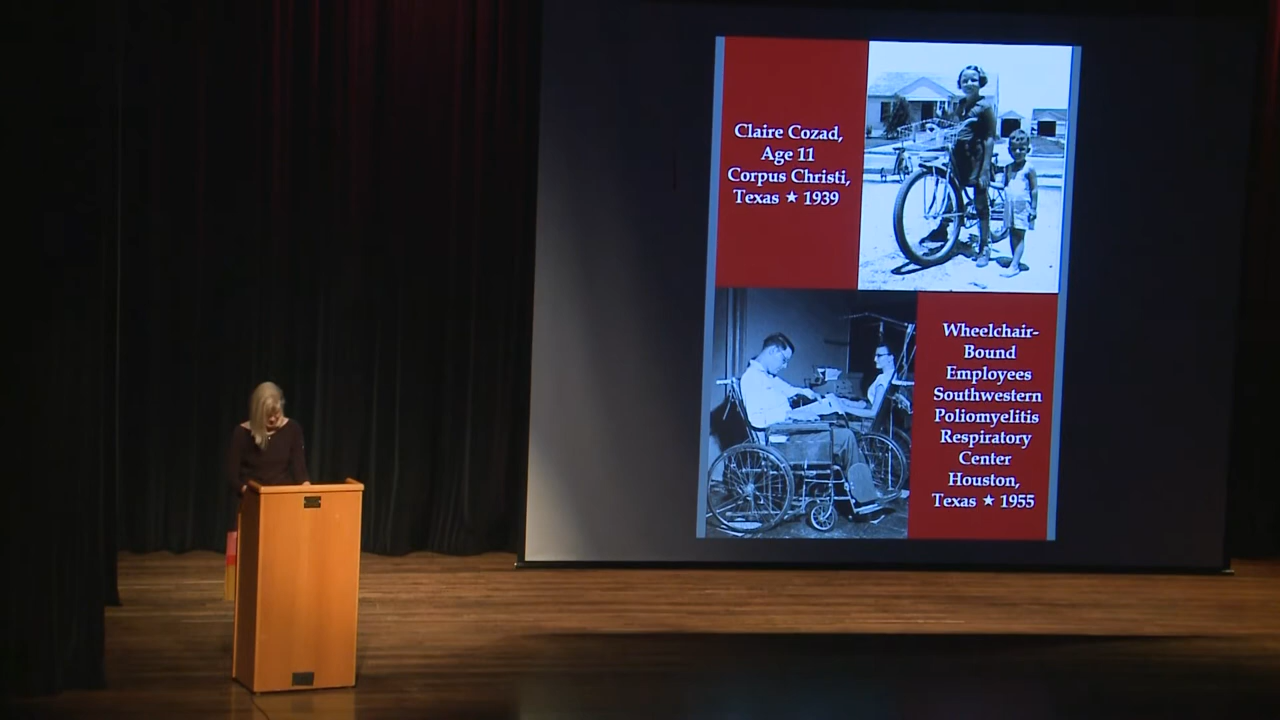 Claire Cozad,
Age 11
Corpus Christi,
Texas ★ 1939
Wheelchair-
Bound
Employees
Southwestern
Poliomyelitis
Respiratory
Center
Houston,
Texas ★ 1955